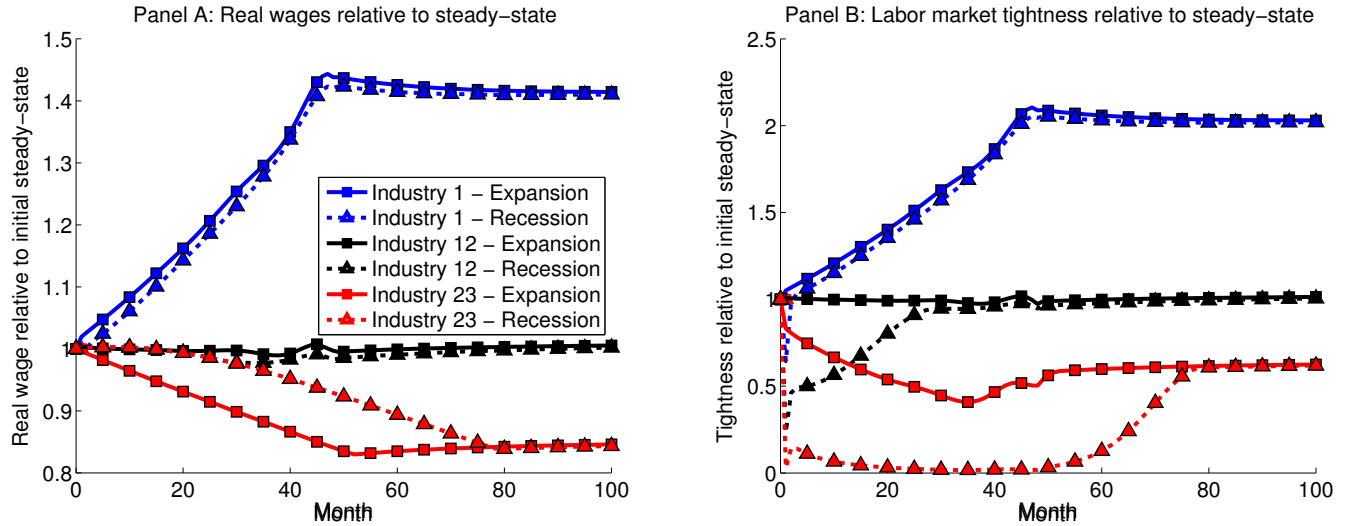 Panel A: Real wages relative to steady−state
Real wage relative to initial steady−state
1.5
1.4
1.3
1.2
1.1
1
0.9
0.8
Industry 1 − Expansion
Industry 1 − Recession
Industry 12 − Expansion
Industry 12 − Recession
Industry 23 − Expansion
Industry 23 − Recession
0 20 40 60 80 100
Month
Panel B: Labor market tightness relative to steady−state
Tightness relative to initial steady−state
2.5
2
1.5
1
0.5
0
0 20 40 60 80 100
Month